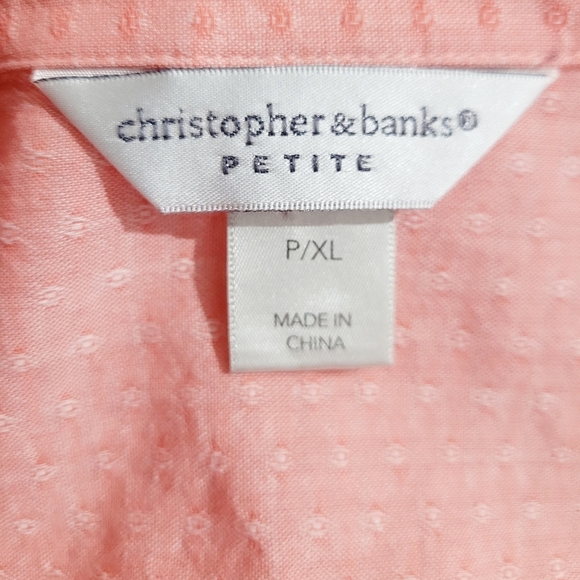 christopher&banks®
PETITE
P/XL
MADE IN
CHINA